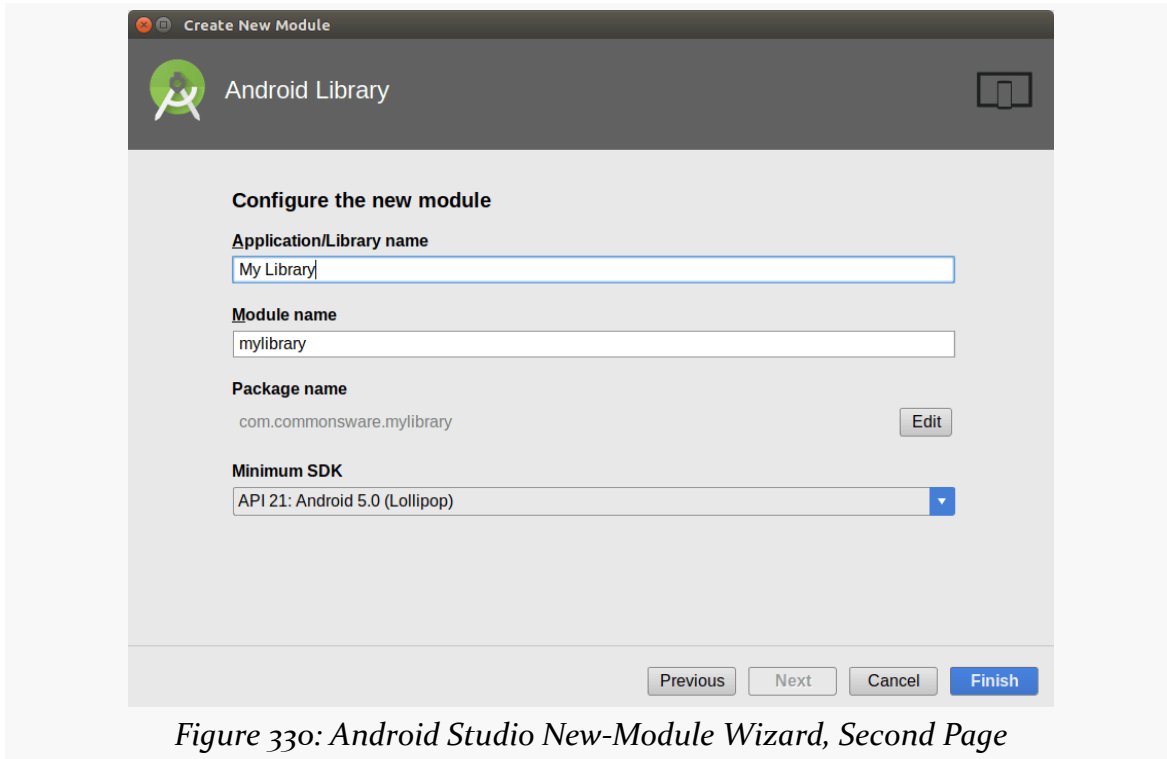 Create New Module
Android Library
Configure the new module
Application/Library name
My Library
Module name
mylibrary
Package name
com.commonsware.mylibrary
Edit
Minimum SDK
API 21: Android 5.0 (Lollipop)
Previous Next Cancel Finish
Figure 330: Android Studio New-Module Wizard, Second Page